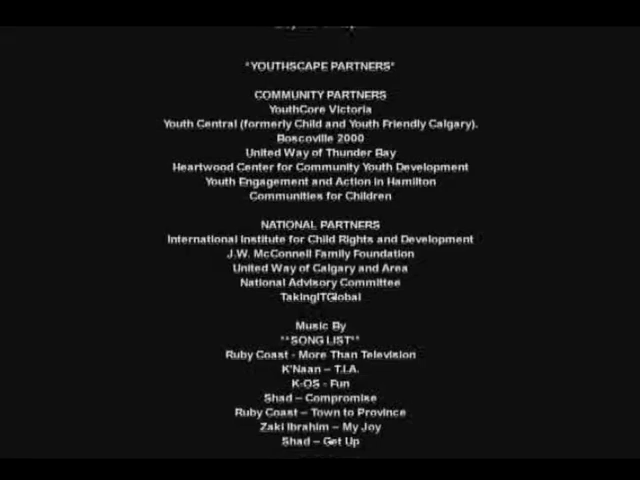 *YOUTHSCAPE PARTNERS*
COMMUNITY PARTNERS
YouthCore Victoria
Youth Central (formerly Child and Youth Friendly Calgary).
Boscoville 2000
United Way of Thunder Bay
Heartwood Center for Community Youth Development
Youth Engagement and Action in Hamilton
Communities for Children
NATIONAL PARTNERS
International Institute for Child Rights and Development
J.W. McConnell Family Foundation
United Way of Calgary and Area
National Advisory Committee
TakingITGlobal
Music By
**SONG LIST**
Ruby Coast - More Than Television
K'Naan – T.I.A.
K-OS - Fun
Shad – Compromise
Ruby Coast – Town to Province
Zaki Ibrahim – My Joy
Shad – Get Up